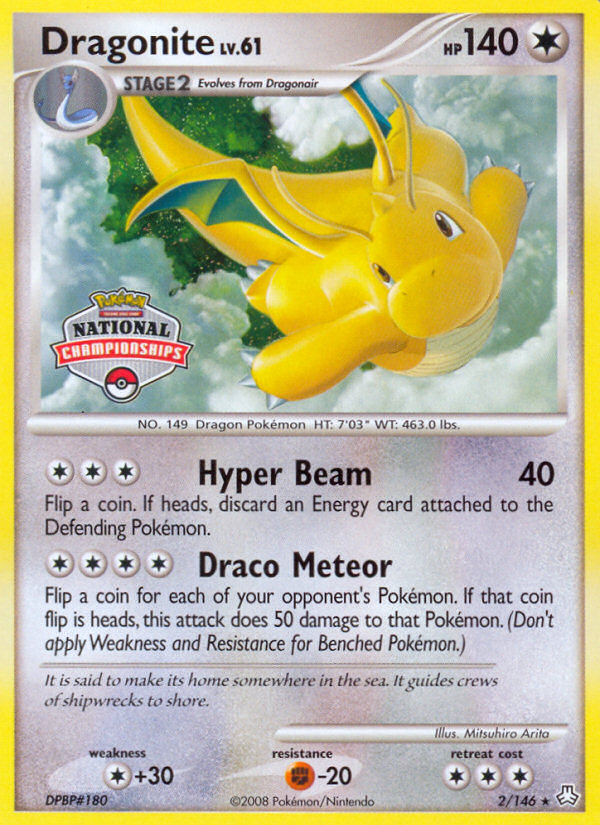 Dragonite LV.61
HP 140
STAGE2 Evolves from Dragonair
Pokémon
TRADING CARD GAME
NATIONAL
CHAMPIONSHIPS
NO. 149 Dragon Pokémon HT: 7'03" WT: 463.0 lbs.
Hyper Beam 40
Flip a coin. If heads, discard an Energy card attached to the
Defending Pokémon.
Draco Meteor
Flip a coin for each of your opponent's Pokémon. If that coin
flip is heads, this attack does 50 damage to that Pokémon. (Don't
apply Weakness and Resistance for Benched Pokémon.)
It is said to make its home somewhere in the sea. It guides crews
of shipwrecks to shore.
Illus. Mitsuhiro Arita
weakness resistance retreat cost
+30 -20
DPBP#180 ©2008 Pokémon/Nintendo 2/146 ★